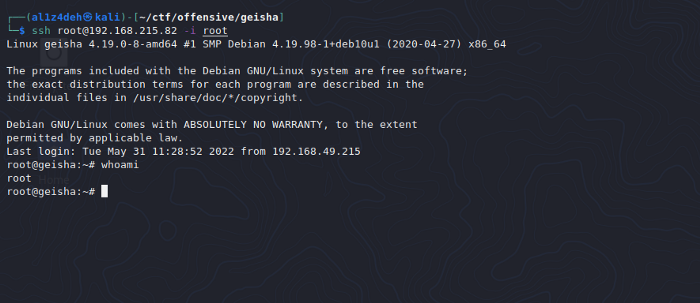 ┌──(al1z4deh㉿kali)-[~/ctf/offensive/geisha]
└─$ ssh root@192.168.215.82 -i root
Linux geisha 4.19.0-8-amd64 #1 SMP Debian 4.19.98-1+deb10u1 (2020-04-27) x86_64
The programs included with the Debian GNU/Linux system are free software;
the exact distribution terms for each program are described in the
individual files in /usr/share/doc/*/copyright.
Debian GNU/Linux comes with ABSOLUTELY NO WARRANTY, to the extent
permitted by applicable law.
Last login: Tue May 31 11:28:52 2022 from 192.168.49.215
root@geisha:~# whoami
root
root@geisha:~#
Home